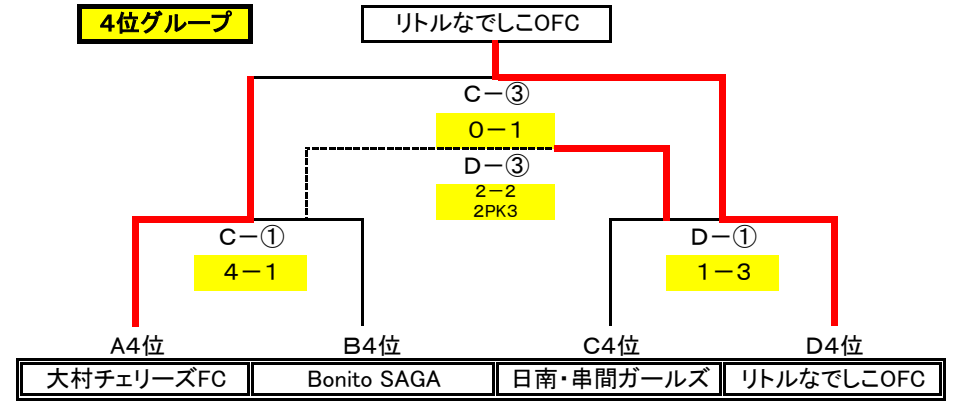 4位グループ
リトルなでしこOFC
C－③
0－1
D－③
2－2
2PK3
C－①
4－1
D－①
1－3
A4位
B4位
C4位
D4位
大村チェリーズFC
Bonito SAGA
日南・串間ガールズ
リトルなでしこOFC